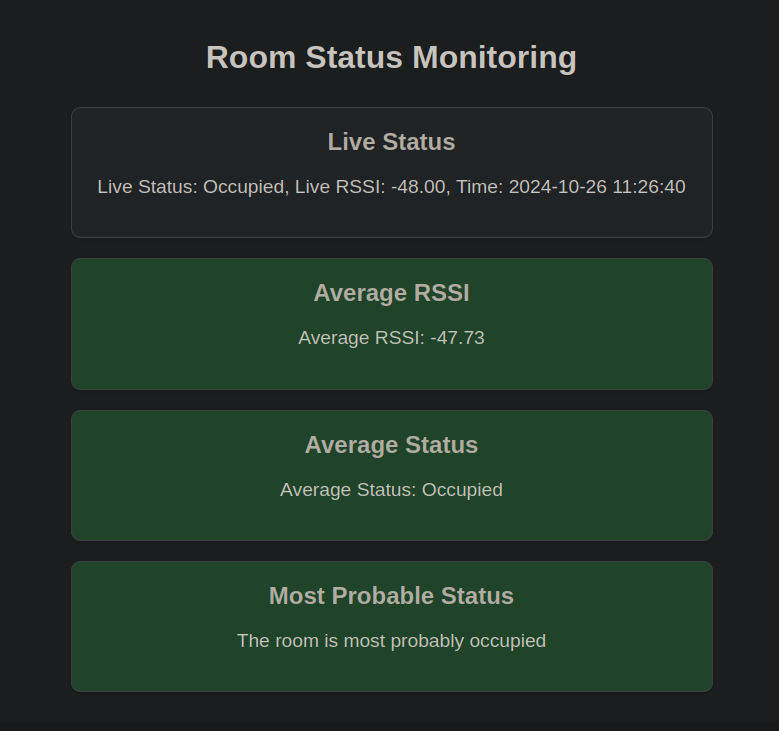 Room Status Monitoring
Live Status
Live Status: Occupied, Live RSSI: -48.00, Time: 2024-10-26 11:26:40
Average RSSI
Average RSSI: -47.73
Average Status
Average Status: Occupied
Most Probable Status
The room is most probably occupied